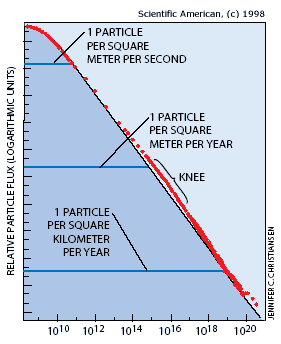 Scientific American, (c) 1998
1 PARTICLE
PER SQUARE
METER PER SECOND
1 PARTICLE
PER SQUARE
METER PER YEAR
KNEE
1 PARTICLE
PER SQUARE
KILOMETER
PER YEAR
RELATIVE PARTICLE FLUX (LOGARITHMIC UNITS)
JENNIFER C. CHRISTIANSEN
10¹⁰ 10¹² 10¹⁴ 10¹⁶ 10¹⁸ 10²⁰